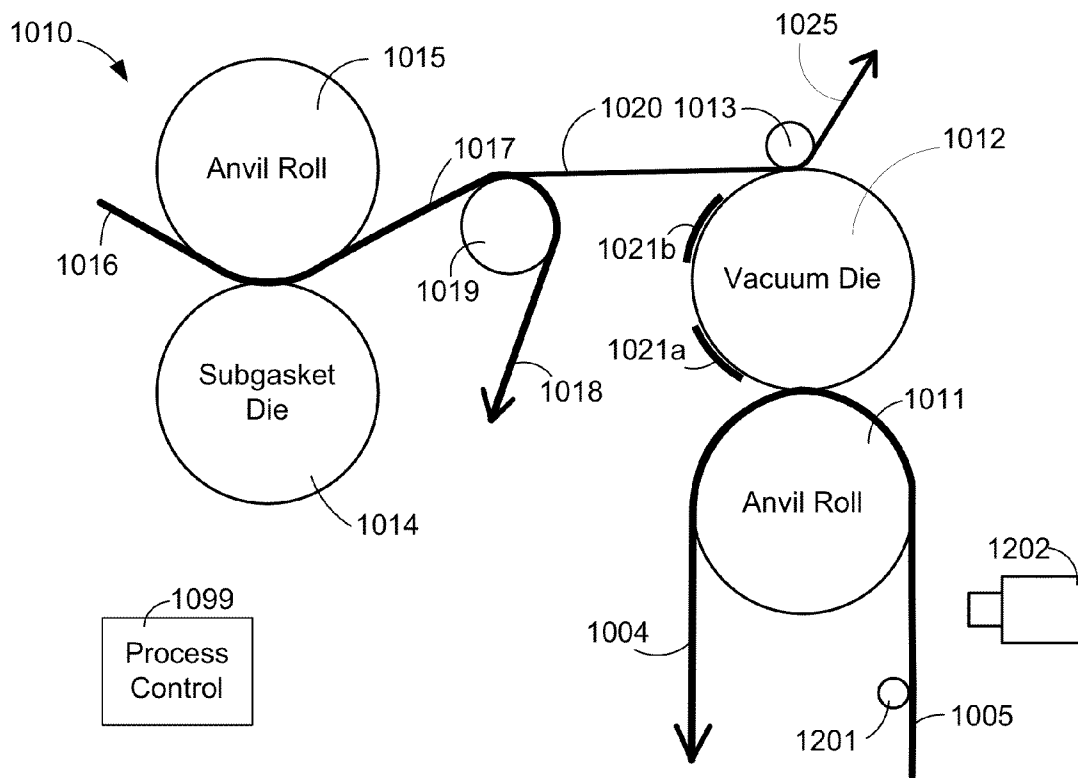 1010
1015
Anvil Roll
1016
1017
1020
1013
1025
1012
1021b
Vacuum Die
1019
1021a
Subgasket
Die
1018
1011
Anvil Roll
1014
1202
1099
Process
Control
1004
1201
1005